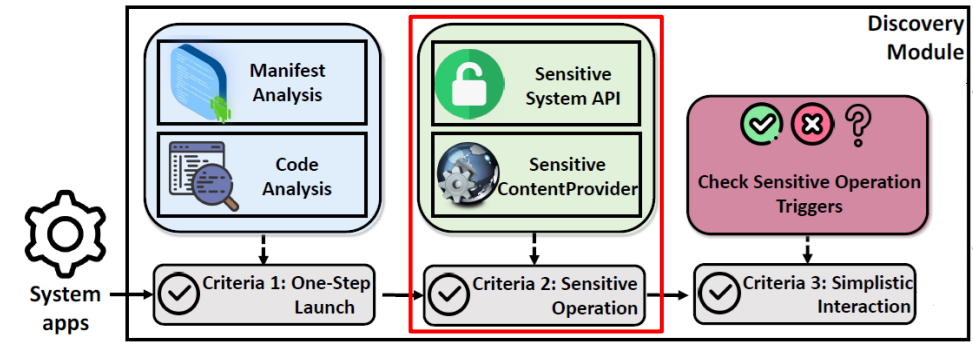 Discovery
Module
Manifest
Analysis
Code
Analysis
Sensitive
System API
Sensitive
ContentProvider
Check Sensitive Operation
Triggers
System
apps
Criteria 1: One-Step
Launch
Criteria 2: Sensitive
Operation
Criteria 3: Simplistic
Interaction